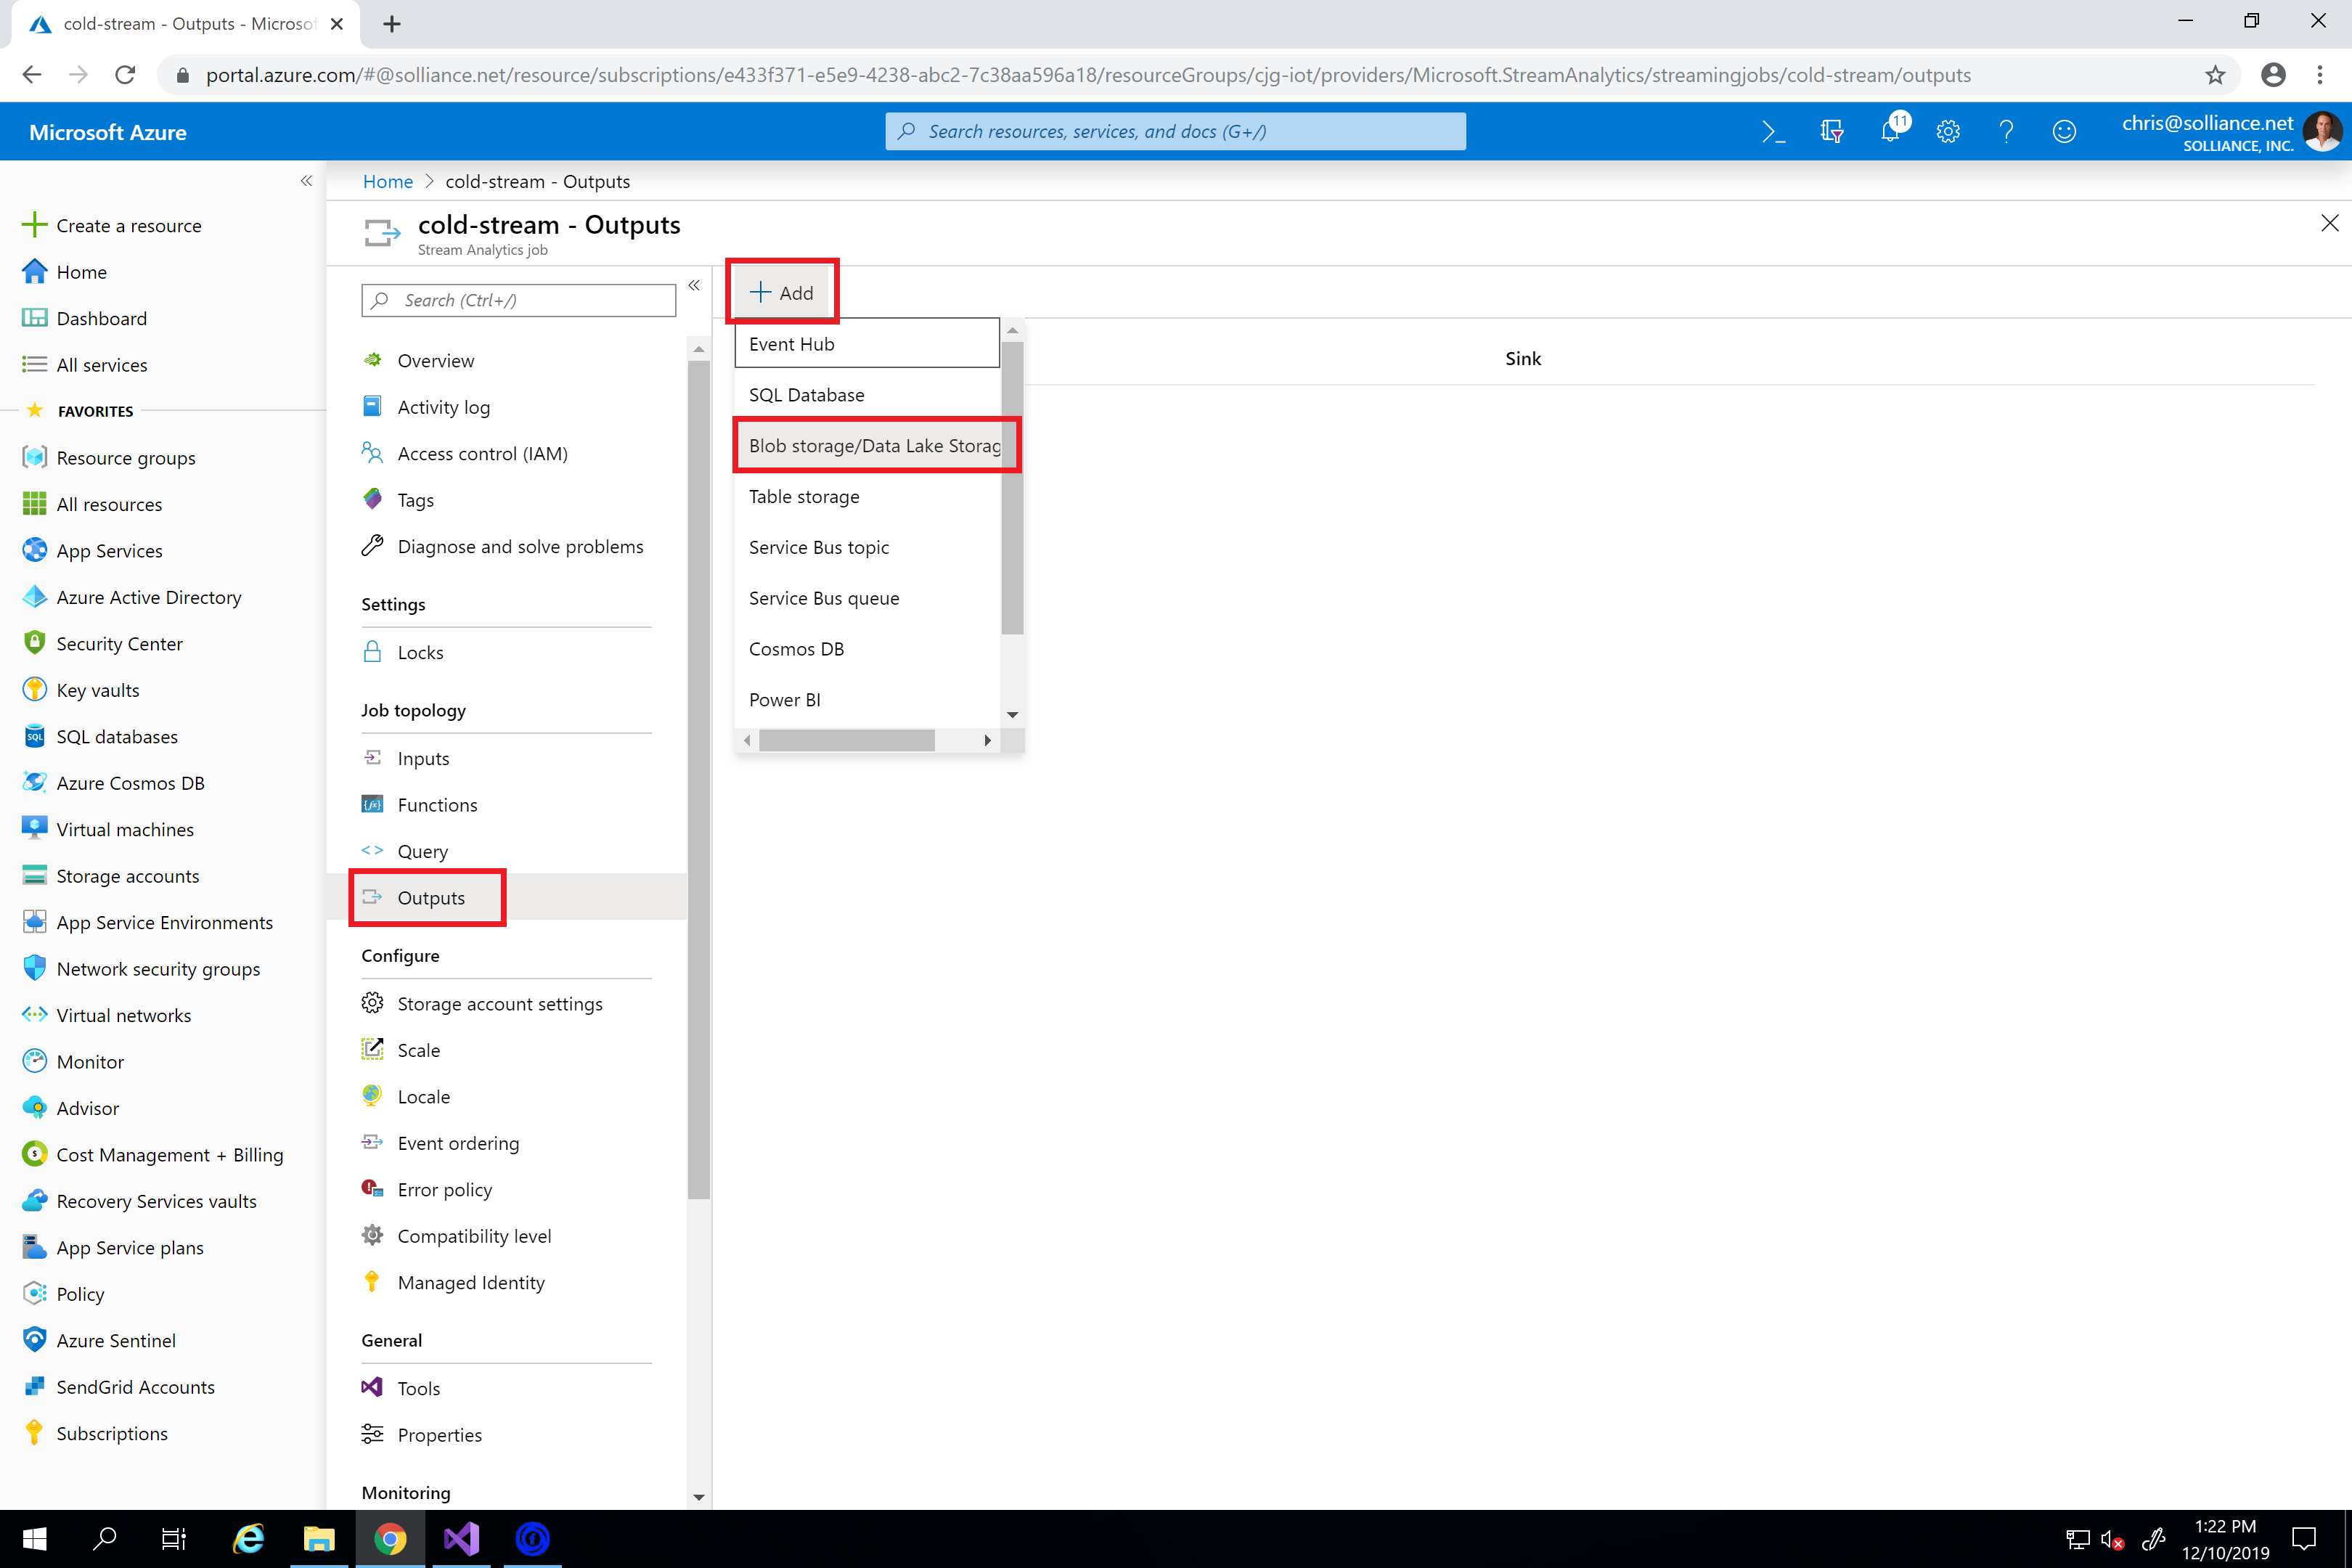 cold-stream - Outputs - Microsof
portal.azure.com/#@solliance.net/resource/subscriptions/e433f371-e5e9-4238-abc2-7c38aa596a18/resourceGroups/cjg-iot/providers/Microsoft.StreamAnalytics/streamingjobs/cold-stream/outputs
Microsoft Azure
Search resources, services, and docs (G+/)
11
chris@solliance.net
SOLLIANCE, INC.
Create a resource
Home
Dashboard
All services
FAVORITES
Resource groups
All resources
App Services
Azure Active Directory
Security Center
Key vaults
SQL databases
Azure Cosmos DB
Virtual machines
Storage accounts
App Service Environments
Network security groups
Virtual networks
Monitor
Advisor
Cost Management + Billing
Recovery Services vaults
App Service plans
Policy
Azure Sentinel
SendGrid Accounts
Subscriptions
Home > cold-stream - Outputs
cold-stream - Outputs
Stream Analytics job
Search (Ctrl+/)
Overview
Activity log
Access control (IAM)
Tags
Diagnose and solve problems
Settings
Locks
Job topology
Inputs
Functions
Query
Outputs
Configure
Storage account settings
Scale
Locale
Event ordering
Error policy
Compatibility level
Managed Identity
General
Tools
Properties
Monitoring
Add
Event Hub
SQL Database
Blob storage/Data Lake Storag
Table storage
Service Bus topic
Service Bus queue
Cosmos DB
Power BI
Sink
1:22 PM
12/10/2019